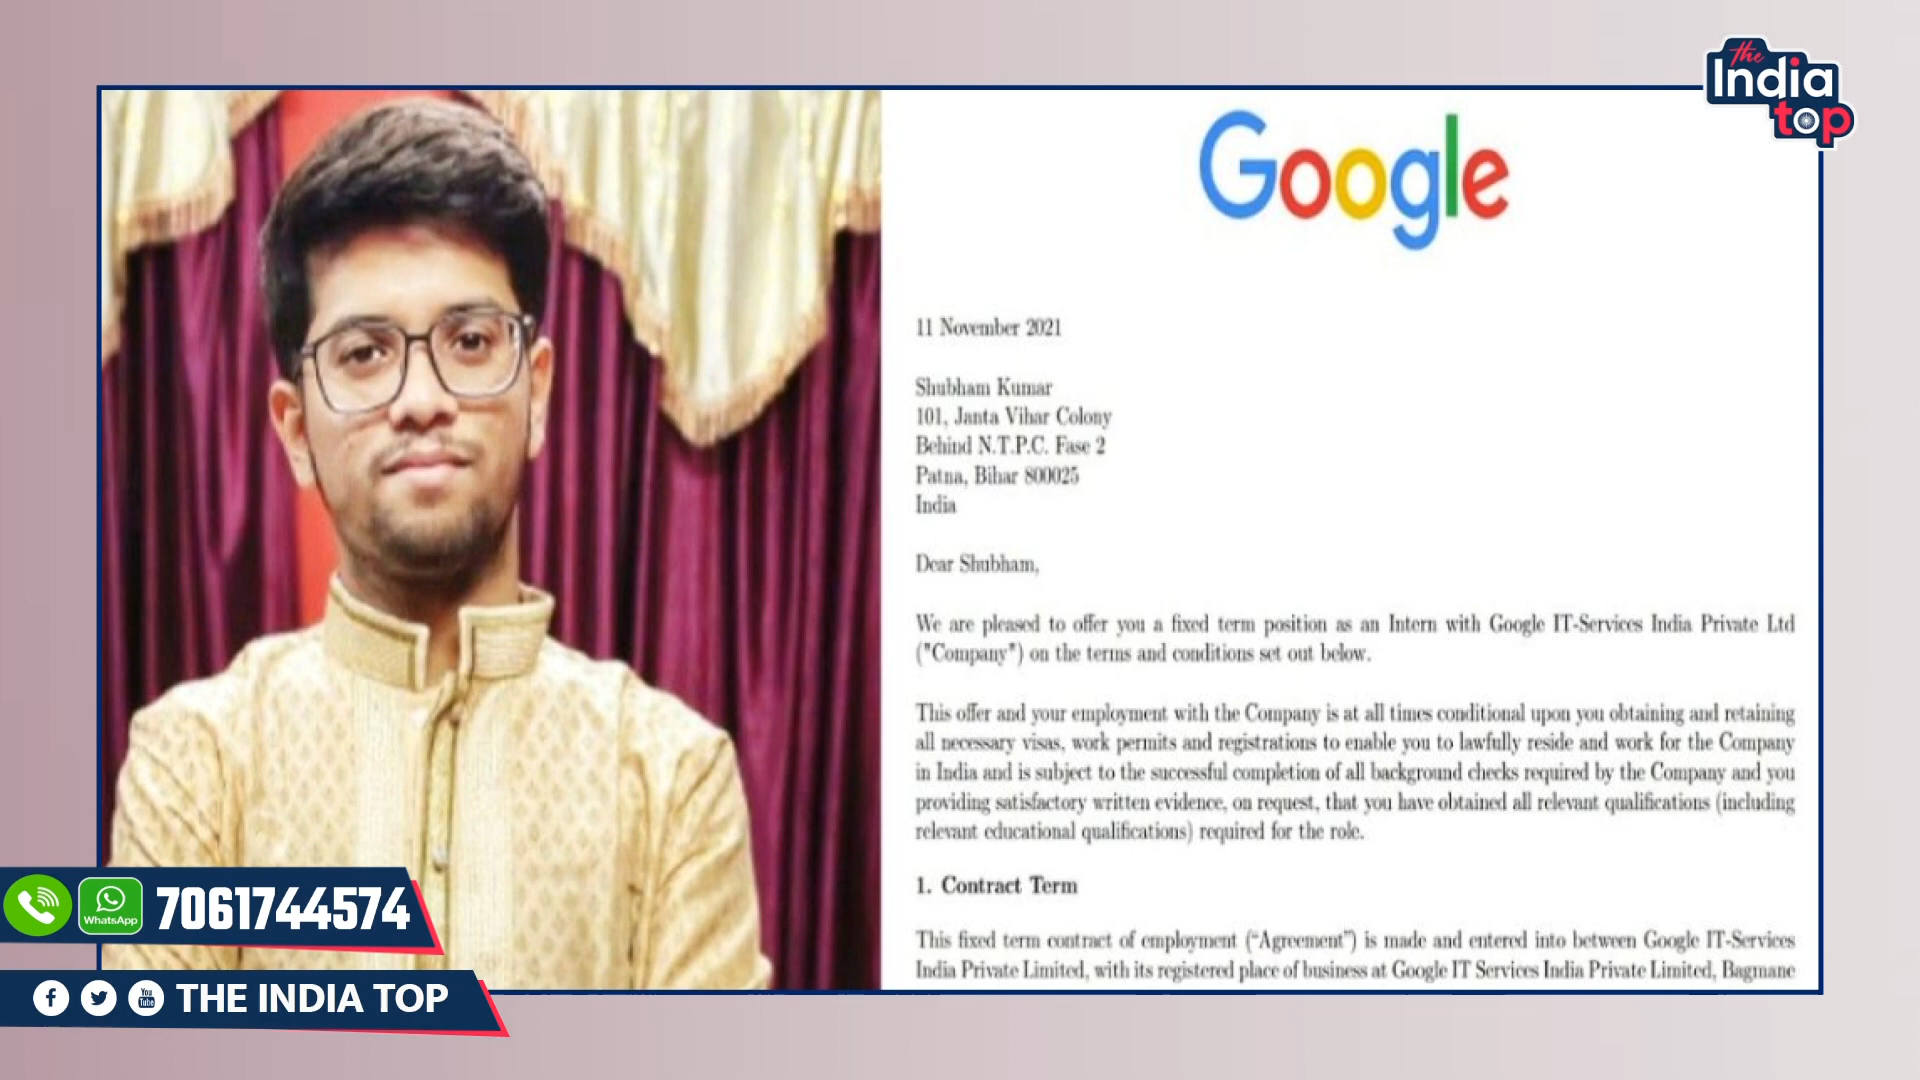 the
India
top
Google
11 November 2021
Shubham Kumar
101, Janta Vihar Colony
Behind N.T.P.C. Fase 2
Patna, Bihar 800025
India
Dear Shubham,
We are pleased to offer you a fixed term position as an Intern with Google IT-Services India Private Ltd
("Company") on the terms and conditions set out below.
This offer and your employment with the Company is at all times conditional upon you obtaining and retaining
all necessary visas, work permits and registrations to enable you to lawfully reside and work for the Company
in India and is subject to the successful completion of all background checks required by the Company and you
providing satisfactory written evidence, on request, that you have obtained all relevant qualifications (including
relevant educational qualifications) required for the role.
1. Contract Term
This fixed term contract of employment (“Agreement”) is made and entered into between Google IT-Services
India Private Limited, with its registered place of business at Google IT Services India Private Limited, Bagmane
WhatsApp
7061744574
f
You
Tube
THE INDIA TOP